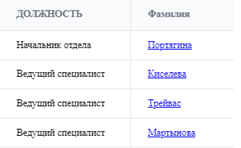 ДОЛЖНОСТЬ Фамилия
Начальник отдела Портягина
Ведущий специалист Киселева
Ведущий специалист Трейвас
Ведущий специалист Мартынова